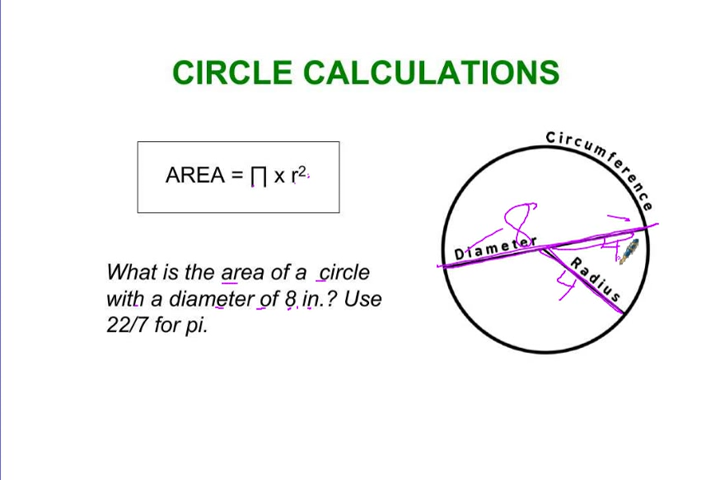 CIRCLE CALCULATIONS
AREA = ∏ x r²
Circumference
8
Diameter
4
Radius
4
What is the area of a circle
with a diameter of 8 in.? Use
22/7 for pi.